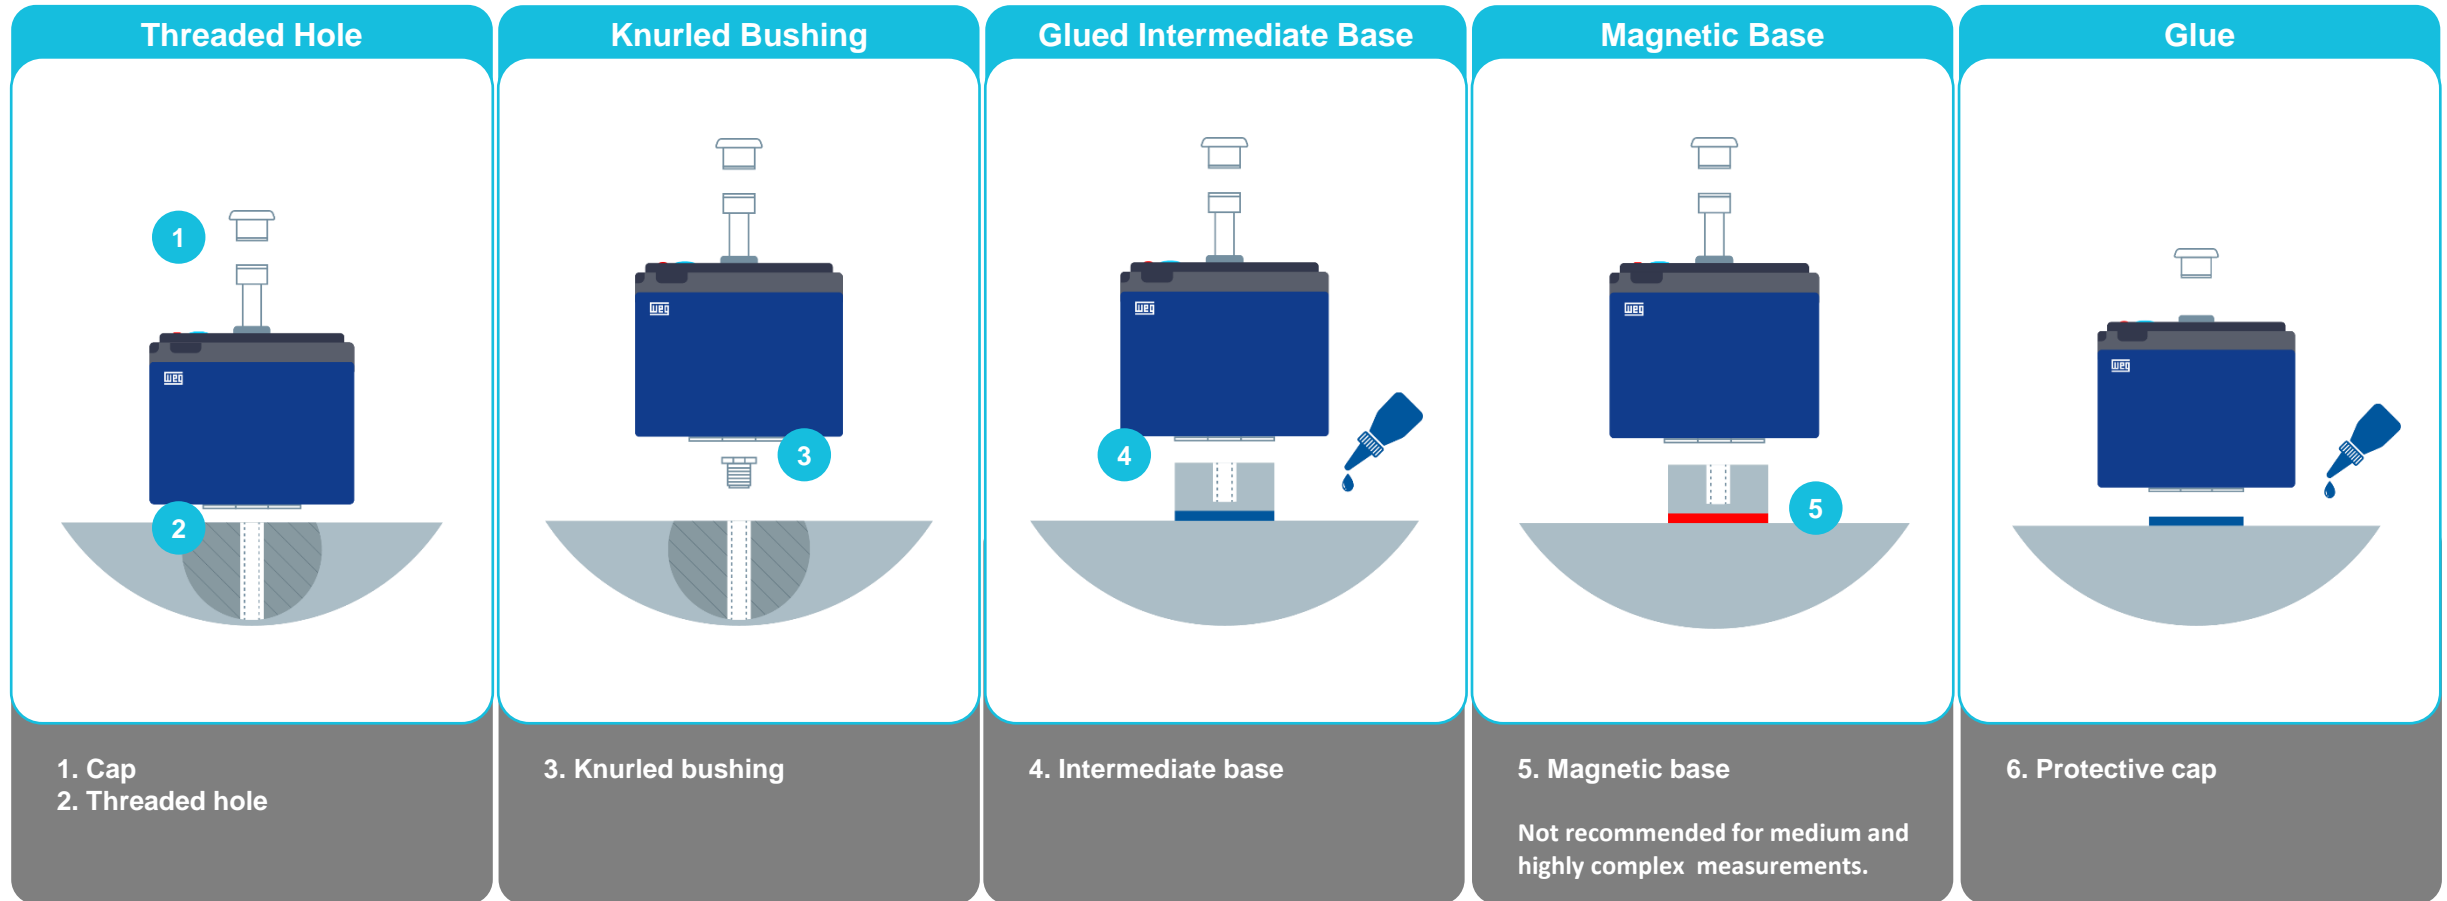 Threaded Hole
Knurled Bushing
Glued Intermediate Base
Magnetic Base
Glue
1
2
weg
3
weg
4
weg
5
weg
weg
1. Cap
2. Threaded hole
3. Knurled bushing
4. Intermediate base
5. Magnetic base
Not recommended for medium and
highly complex measurements.
6. Protective cap